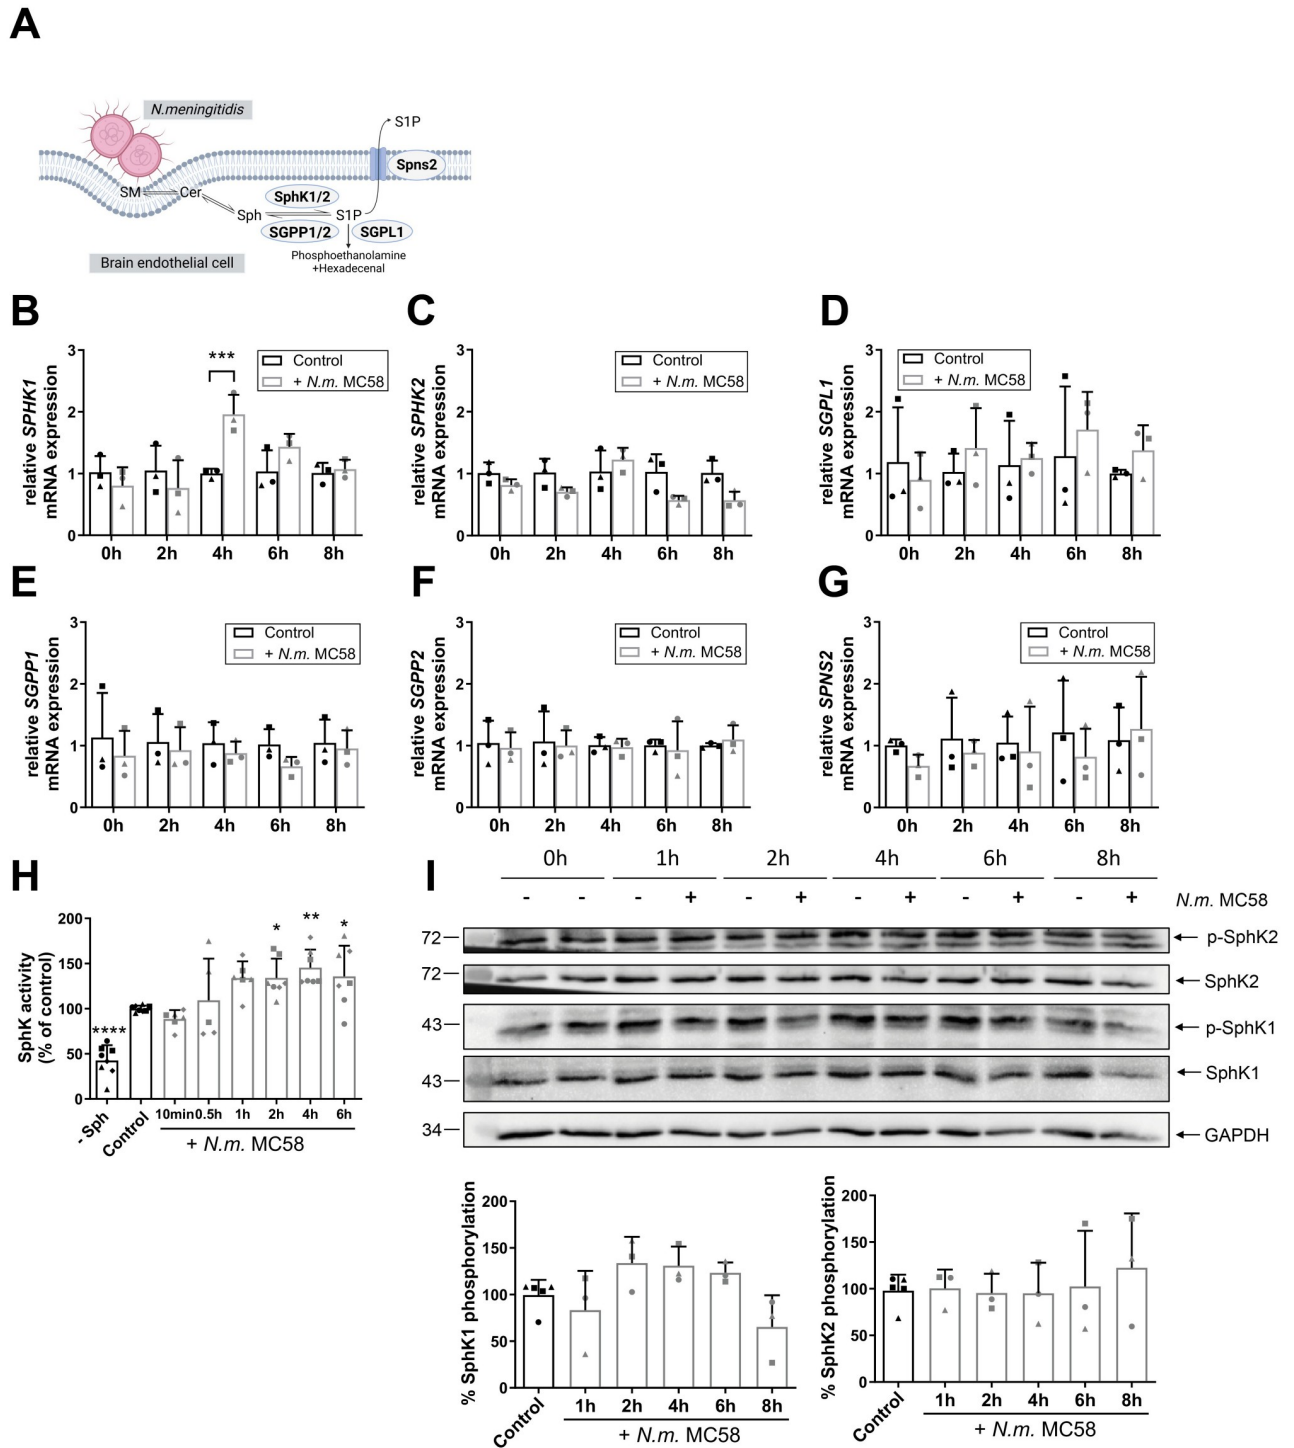 A
N.meningitidis
S1P
Spns2
SM
Cer
SphK1/2
Sph
S1P
SGPP1/2
SGPL1
Phosphoethanolamine
+Hexadecenal
Brain endothelial cell
B
relative SPHK1
mRNA expression
3
2
1
0
***
Control
+ N.m. MC58
0h 2h 4h 6h 8h
C
relative SPHK2
mRNA expression
3
2
1
0
Control
+ N.m. MC58
0h 2h 4h 6h 8h
D
relative SGPL1
mRNA expression
3
2
1
0
Control
+ N.m. MC58
0h 2h 4h 6h 8h
E
relative SGPP1
mRNA expression
3
2
1
0
Control
+ N.m. MC58
0h 2h 4h 6h 8h
F
relative SGPP2
mRNA expression
3
2
1
0
Control
+ N.m. MC58
0h 2h 4h 6h 8h
G
relative SPNS2
mRNA expression
3
2
1
0
Control
+ N.m. MC58
0h 2h 4h 6h 8h
H
SphK activity
(% of control)
200
150
100
50
0
**** * ** *
- Sph Control 10min 0.5h 1h 2h 4h 6h
+ N.m. MC58
I
0h 1h 2h 4h 6h 8h
- - - + - + - + - + - + N.m. MC58
72 p-SphK2
72 SphK2
43 p-SphK1
43 SphK1
34 GAPDH
% SphK1 phosphorylation
200
150
100
50
0
Control 1h 2h 4h 6h 8h
+ N.m. MC58
% SphK2 phosphorylation
200
150
100
50
0
Control 1h 2h 4h 6h 8h
+ N.m. MC58